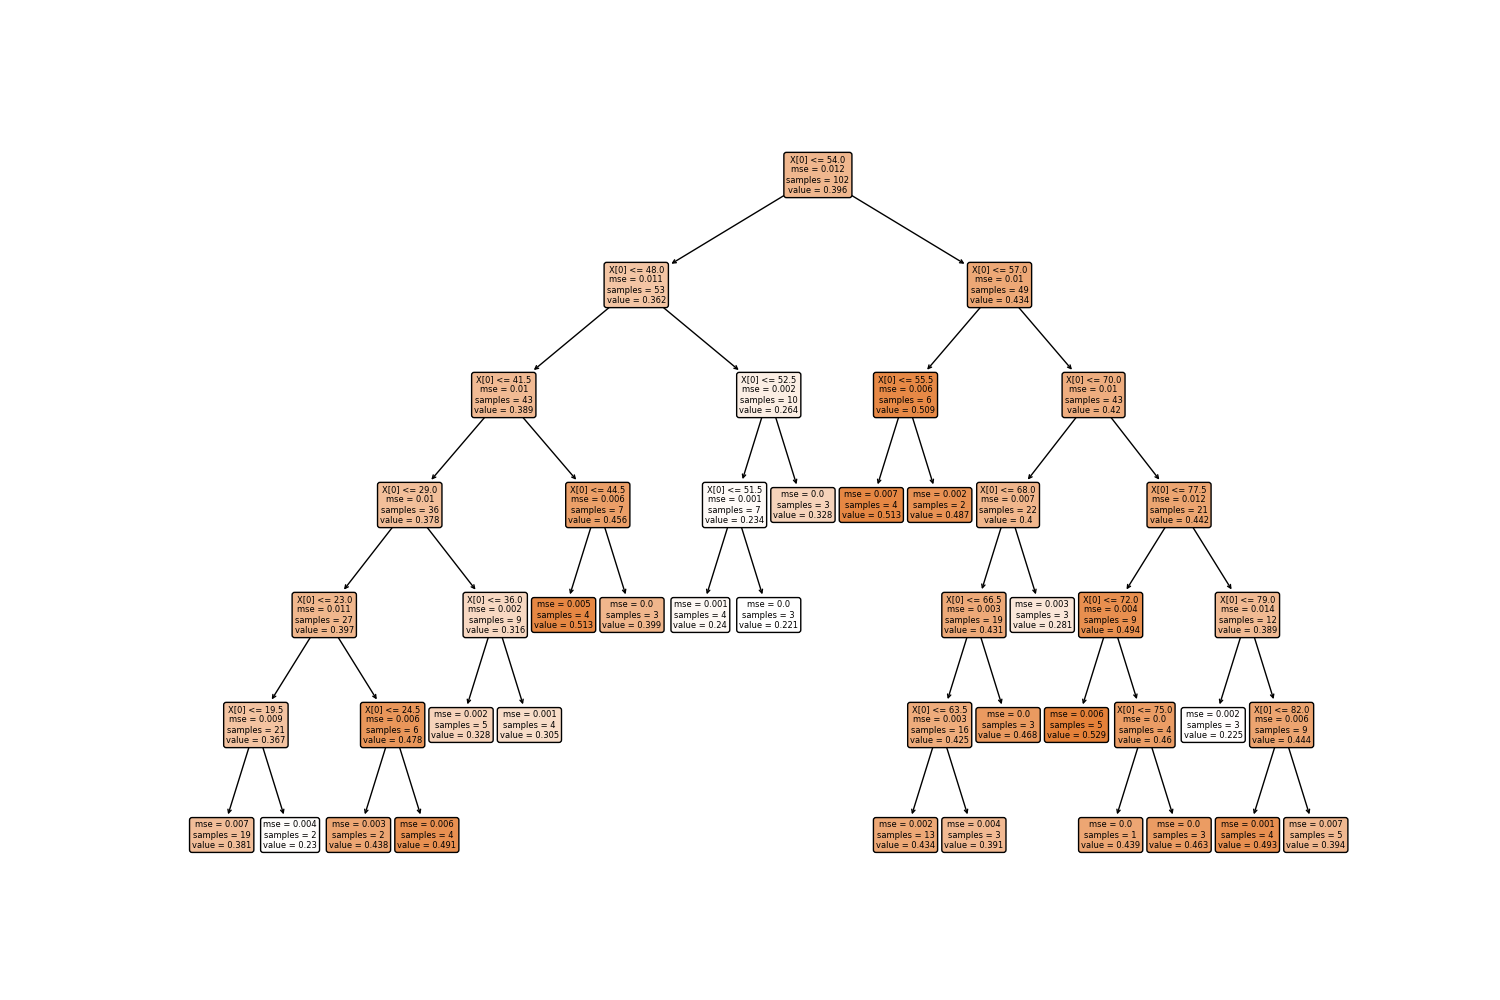 X[0] <= 54.0
mse = 0.012
samples = 102
value = 0.396
X[0] <= 48.0
mse = 0.011
samples = 53
value = 0.362
X[0] <= 57.0
mse = 0.01
samples = 49
value = 0.434
X[0] <= 41.5
mse = 0.01
samples = 43
value = 0.389
X[0] <= 52.5
mse = 0.002
samples = 10
value = 0.264
X[0] <= 55.5
mse = 0.006
samples = 6
value = 0.509
X[0] <= 70.0
mse = 0.01
samples = 43
value = 0.42
X[0] <= 29.0
mse = 0.01
samples = 36
value = 0.378
X[0] <= 44.5
mse = 0.006
samples = 7
value = 0.456
X[0] <= 51.5
mse = 0.001
samples = 7
value = 0.234
mse = 0.0
samples = 3
value = 0.328
mse = 0.007
samples = 4
value = 0.513
mse = 0.002
samples = 2
value = 0.487
X[0] <= 68.0
mse = 0.007
samples = 22
value = 0.4
X[0] <= 77.5
mse = 0.012
samples = 21
value = 0.442
X[0] <= 23.0
mse = 0.011
samples = 27
value = 0.397
X[0] <= 36.0
mse = 0.002
samples = 9
value = 0.316
mse = 0.005
samples = 4
value = 0.513
mse = 0.0
samples = 3
value = 0.399
mse = 0.001
samples = 4
value = 0.24
mse = 0.0
samples = 3
value = 0.221
X[0] <= 66.5
mse = 0.003
samples = 19
value = 0.431
mse = 0.003
samples = 3
value = 0.281
X[0] <= 72.0
mse = 0.004
samples = 9
value = 0.494
X[0] <= 79.0
mse = 0.014
samples = 12
value = 0.389
X[0] <= 19.5
mse = 0.009
samples = 21
value = 0.367
X[0] <= 24.5
mse = 0.006
samples = 6
value = 0.478
mse = 0.002
samples = 5
value = 0.328
mse = 0.001
samples = 4
value = 0.305
X[0] <= 63.5
mse = 0.003
samples = 16
value = 0.425
mse = 0.0
samples = 3
value = 0.468
mse = 0.006
samples = 5
value = 0.529
X[0] <= 75.0
mse = 0.0
samples = 4
value = 0.46
mse = 0.002
samples = 3
value = 0.225
X[0] <= 82.0
mse = 0.006
samples = 9
value = 0.444
mse = 0.007
samples = 19
value = 0.381
mse = 0.004
samples = 2
value = 0.23
mse = 0.003
samples = 2
value = 0.438
mse = 0.006
samples = 4
value = 0.491
mse = 0.002
samples = 13
value = 0.434
mse = 0.004
samples = 3
value = 0.391
mse = 0.0
samples = 1
value = 0.439
mse = 0.0
samples = 3
value = 0.463
mse = 0.001
samples = 4
value = 0.493
mse = 0.007
samples = 5
value = 0.394